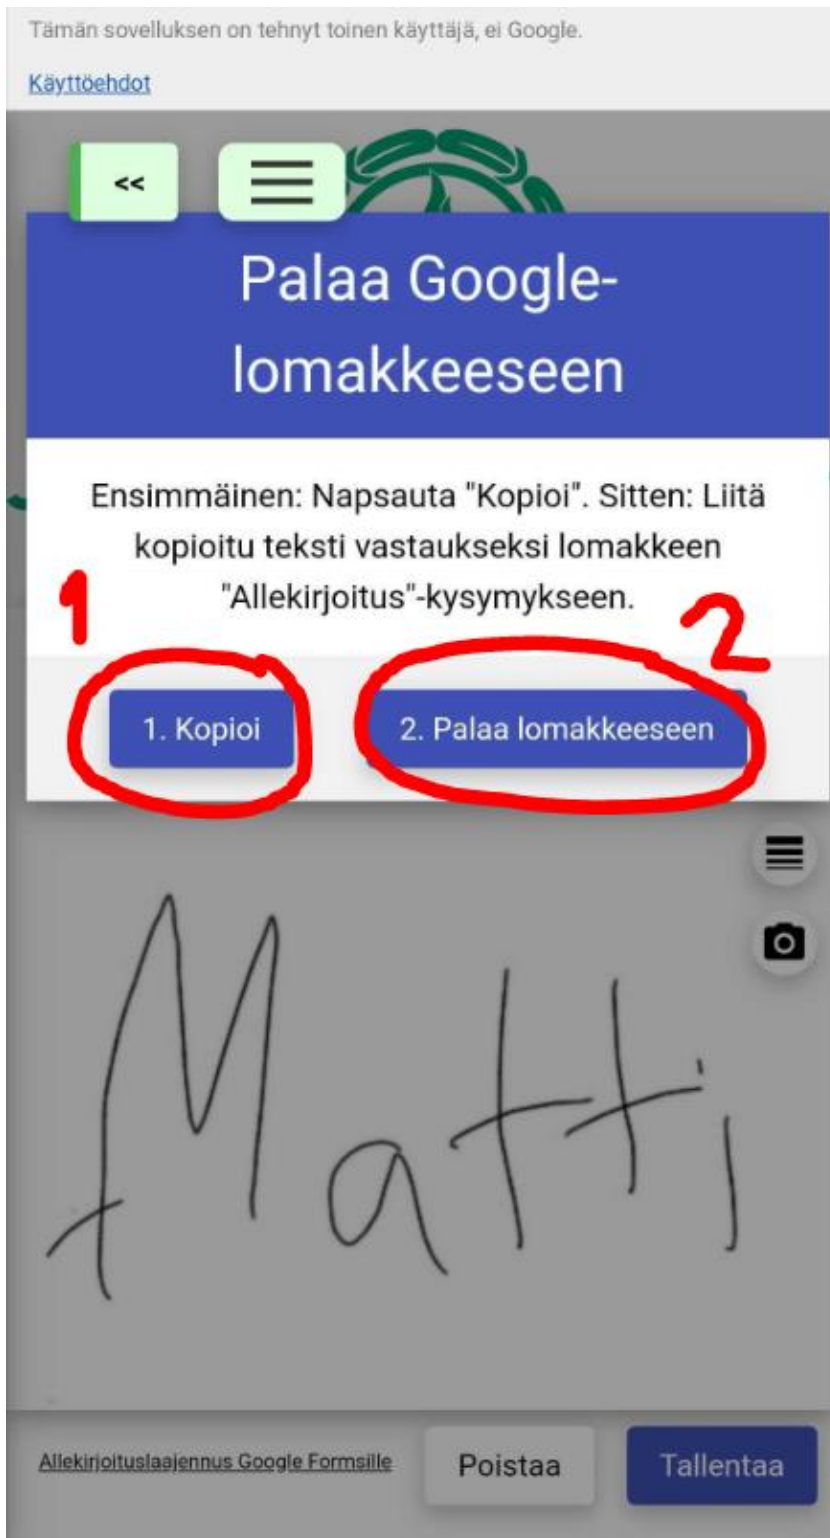 Tämän sovelluksen on tehnyt toinen käyttäjä, ei Google.
Käyttöehdot
<<
Palaa Google-
lomakkeeseen
Ensimmäinen: Napsauta "Kopioi". Sitten: Liitä
kopioitu teksti vastaukseksi lomakkeen
"Allekirjoitus"-kysymykseen.
1 2
1. Kopioi 2. Palaa lomakkeeseen
Matti
Allekirjoituslaajennus Google Formsille Poistaa Tallentaa